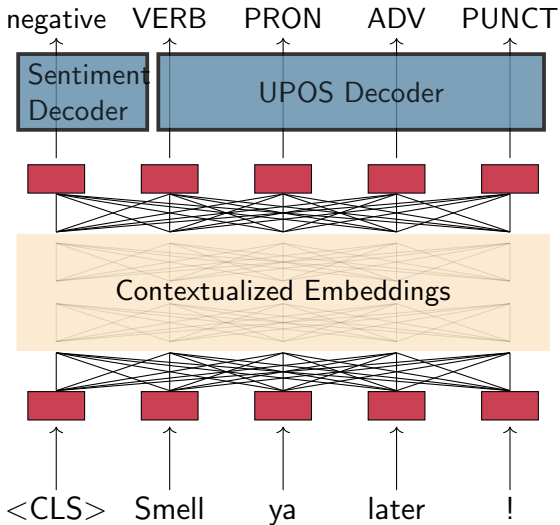 negative VERB PRON ADV PUNCT
Sentiment
Decoder
UPOS Decoder
Contextualized Embeddings
<CLS> Smell ya later !